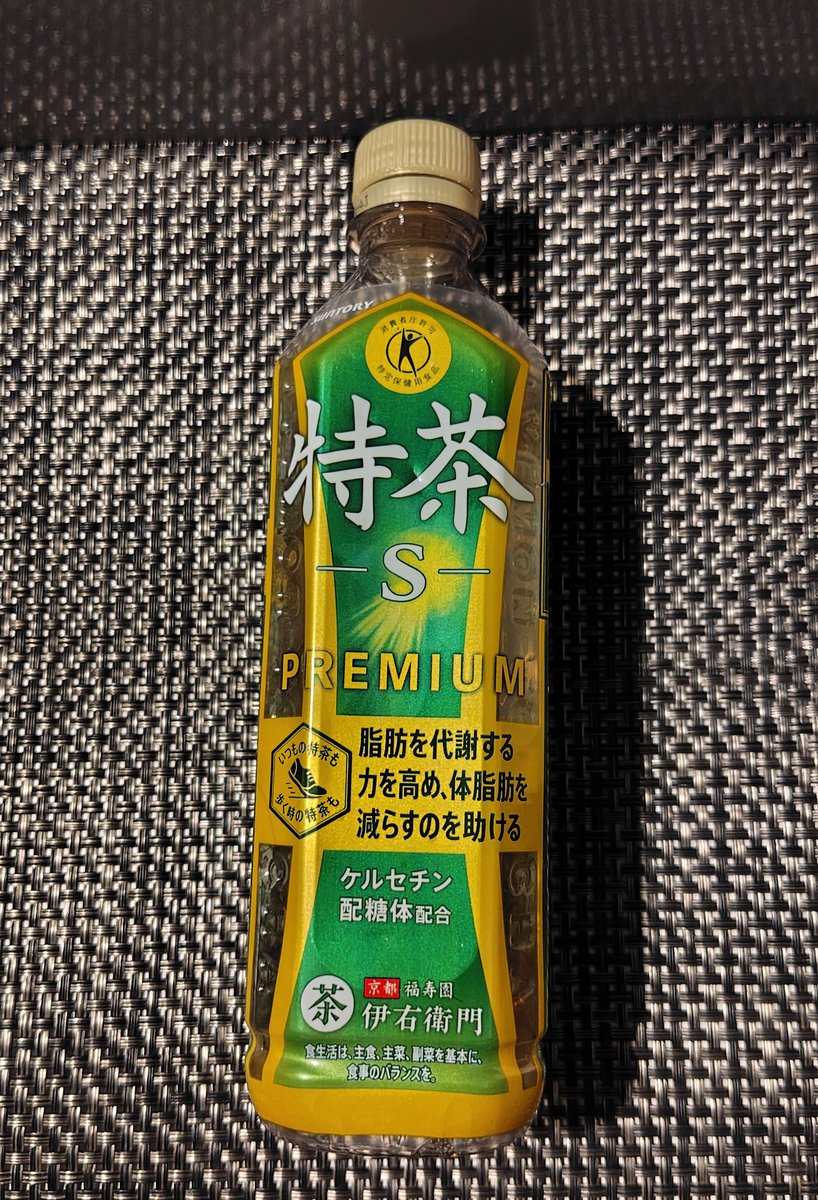 SUNTORY
消費者庁許可
特定保健用食品
特茶
S
PREMIUM
いつもの特茶も
歩く時の特茶も
脂肪を代謝する
力を高め、体脂肪を
減らすのを助ける
ケルセチン
配糖体配合
茶 京都 福寿園
伊右衛門
食生活は、主食、主菜、副菜を基本に、
食事のバランスを。